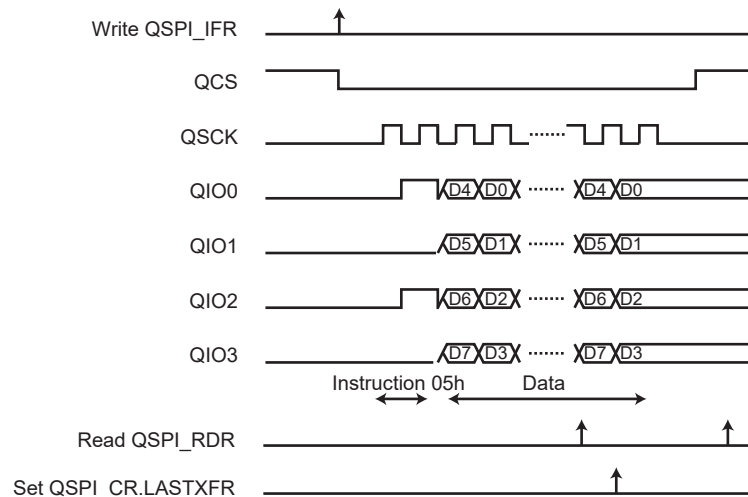 Write QSPI_IFR
QCS
QSCK
QIO0 D4 D0 D4 D0
QIO1 D5 D1 D5 D1
QIO2 D6 D2 D6 D2
QIO3 D7 D3 D7 D3
Instruction 05h Data
Read QSPI_RDR
Set QSPI_CR.LASTXFR